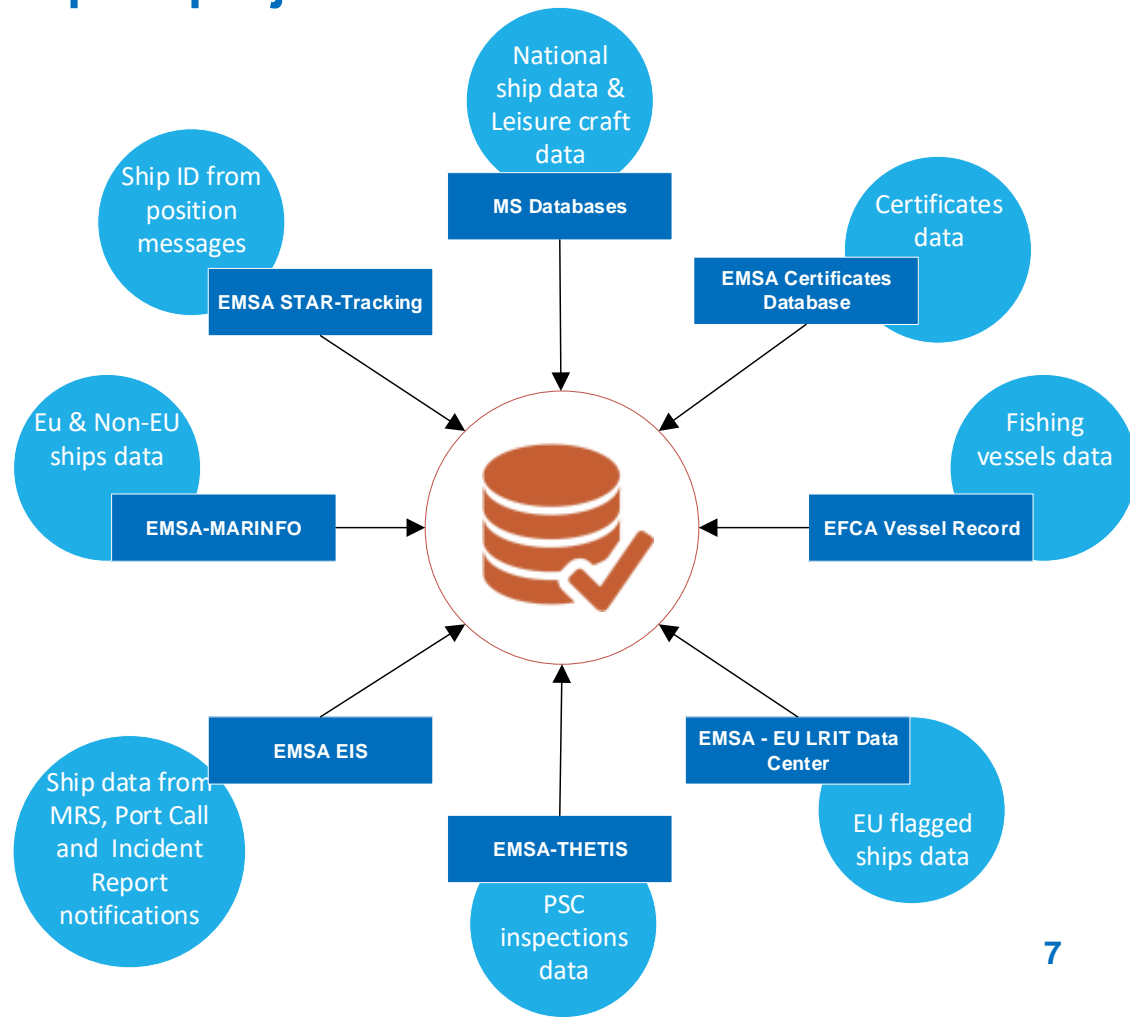 National
ship data &
Leisure craft
data
MS Databases
Ship ID from
position
messages
EMSA STAR-Tracking
Certificates
data
EMSA Certificates
Database
Eu & Non-EU
ships data
EMSA-MARINFO
Fishing
vessels data
EFCA Vessel Record
EMSA EIS
Ship data from
MRS, Port Call
and Incident
Report
notifications
EMSA-THETIS
PSC
inspections
data
EMSA - EU LRIT Data
Center
EU flagged
ships data
7